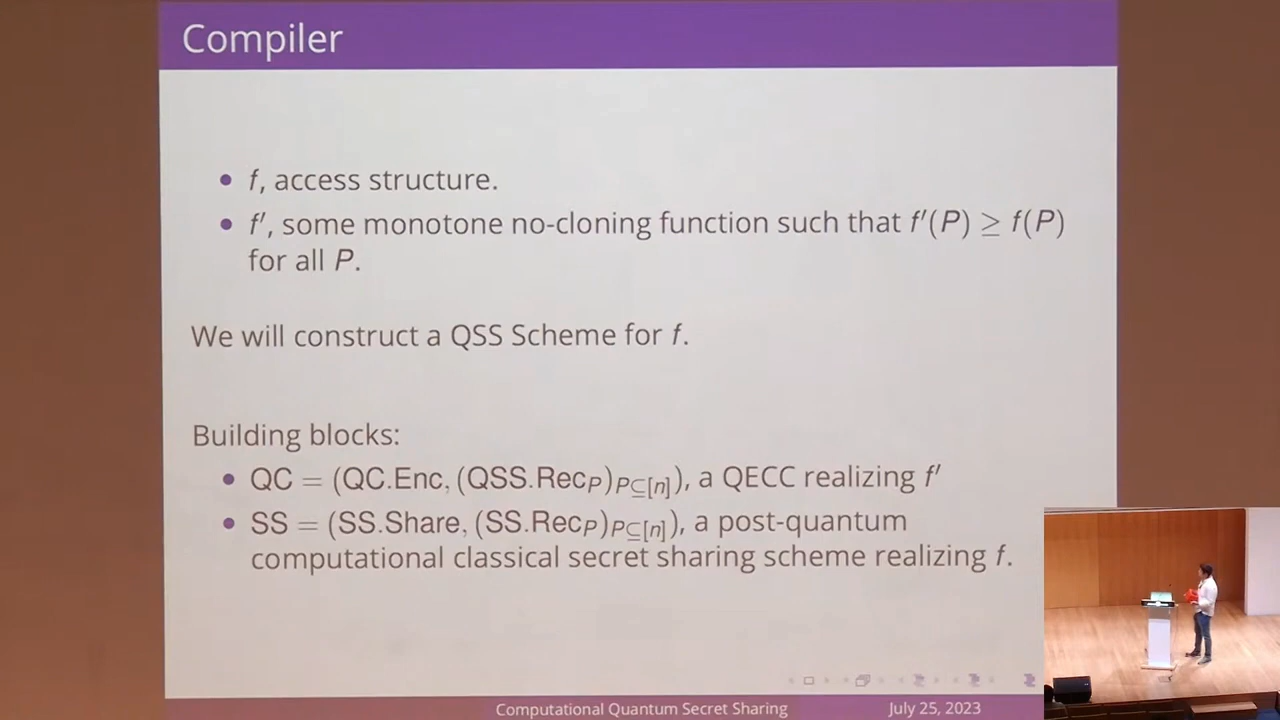 Compiler
• f, access structure.
• f′, some monotone no-cloning function such that f′(P) ≥ f(P)
for all P.
We will construct a QSS Scheme for f.
Building blocks:
• QC = (QC.Enc, (QSS.Rec_P)_{P⊆[n]}), a QECC realizing f′
• SS = (SS.Share, (SS.Rec_P)_{P⊆[n]}), a post-quantum
computational classical secret sharing scheme realizing f.
Computational Quantum Secret Sharing July 25, 2023